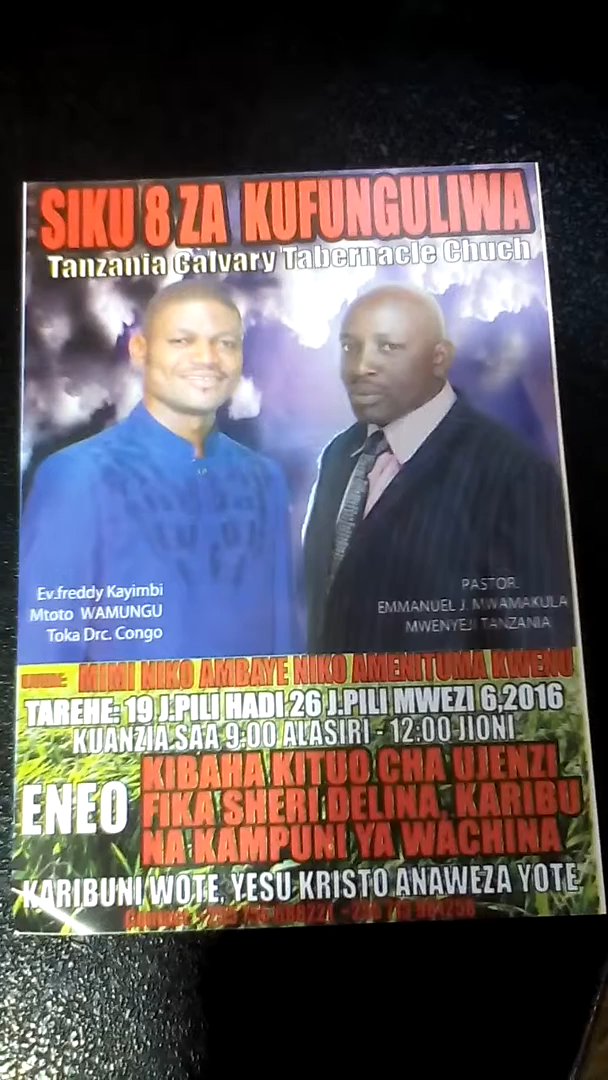 SIKU 8 ZA KUFUNGULIWA
Tanzania Calvary Tabernacle Chuch
Ev.freddy Kayimbi
Mtoto WAMUNGU
Toka Drc. Congo
PASTOR.
EMMANUEL J. MWAMAKULA
MWENYEJI TANZANIA
MIMI NIKO AMBAYE NIKO AMENITUMA KWENU
TAREHE: 19 J.PILI HADI 26 J.PILI MWEZI 6,2016
KUANZIA.SAA 9:00 ALASIRI - 12:00 JIONI
ENEO
KIBAHA KITUO CHA UJENZI
FIKA SHERI DELINA, KARIBU
NA KAMPUNI YA WACHINA
KARIBUNI WOTE, YESU KRISTO ANAWEZA YOTE